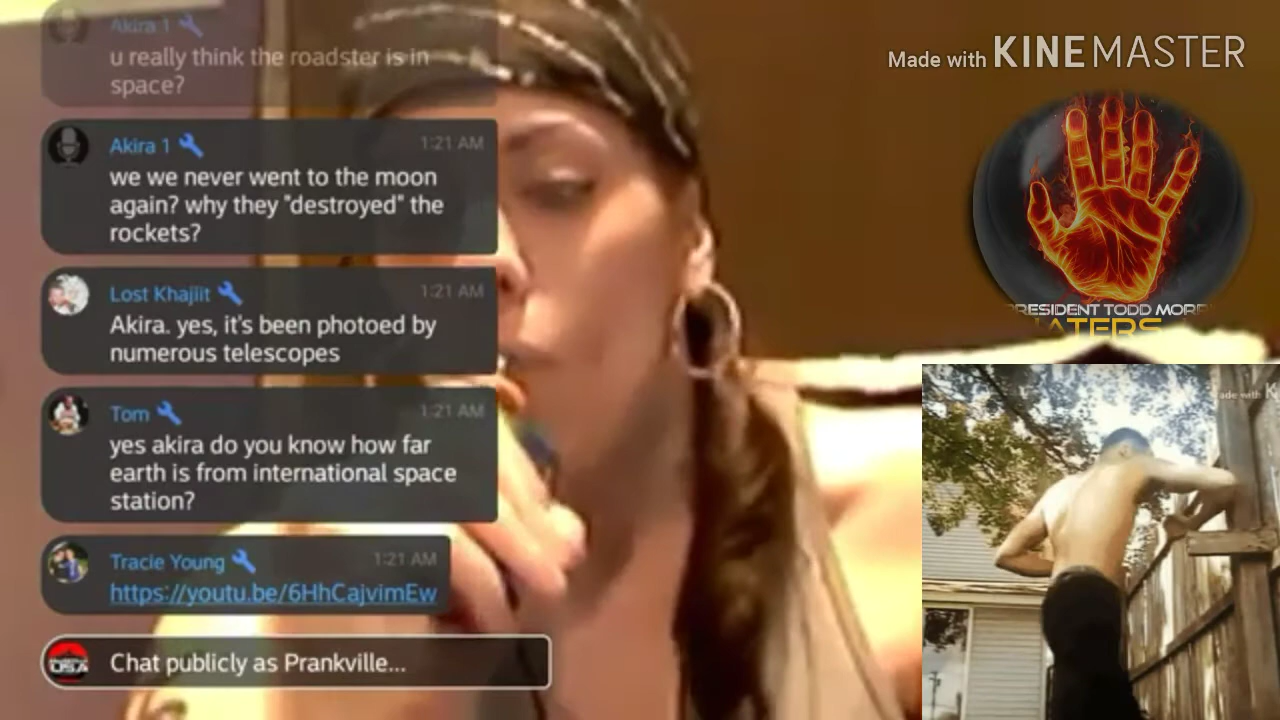 Akira 1
u really think the roadster is in
space?
Made with KINEMASTER
Akira 1 1:21 AM
we we never went to the moon
again? why they "destroyed" the
rockets?
Lost Khajiit 1:21 AM
Akira. yes, it's been photoed by
numerous telescopes
PRESIDENT TODD
Tom 1:21 AM
yes akira do you know how far
earth is from international space
station?
ade with K
Tracie Young 1:21 AM
https://youtu.be/6HhCajvimEw
USA
Chat publicly as Prankville...